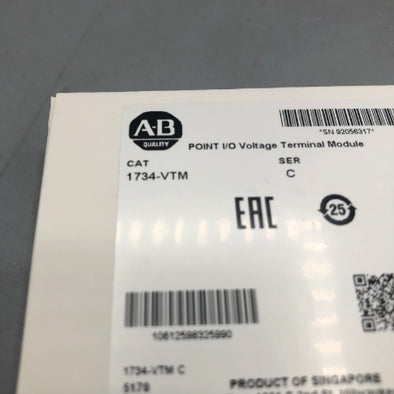 A-B
QUALITY
*SN 92056317*
POINT I/O Voltage Terminal Module
CAT SER
1734-VTM C
EAC
25
10612598325990
1734-VTM C
5178 PRODUCT OF SINGAPORE